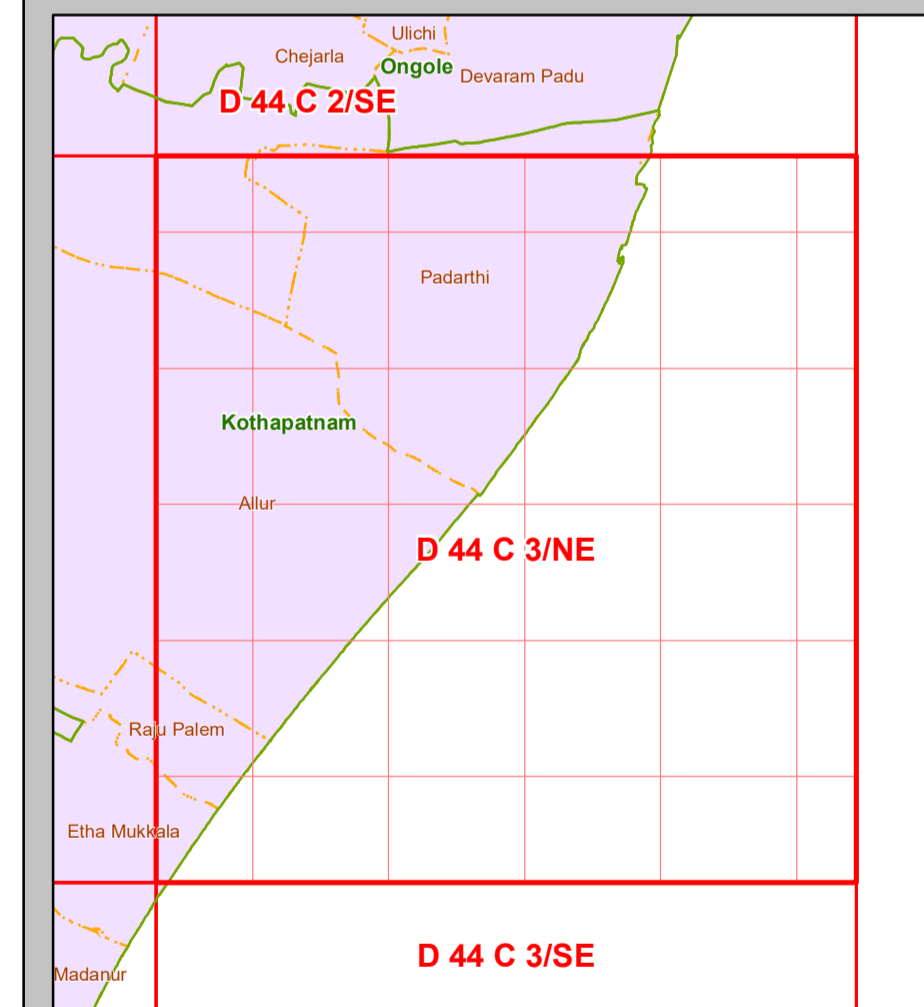 Ulichi
Chejarla
Ongole
Devaram Padu
D 44 C 2/SE
Padarthi
Kothapatnam
Allur
D 44 C 3/NE
Raju Palem
Etha Mukkala
D 44 C 3/SE
Madanur